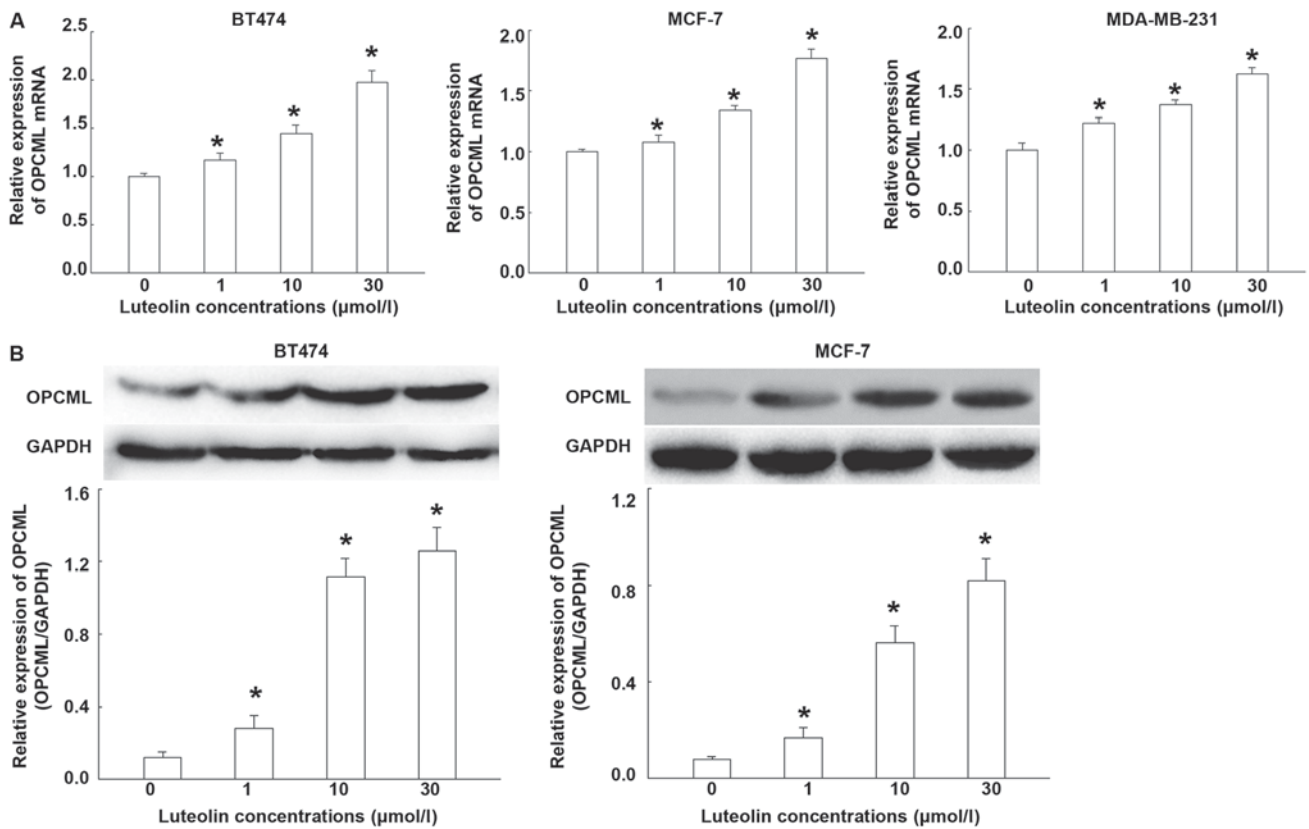 A
BT474
MCF-7
MDA-MB-231
Relative expression
of OPCML mRNA
2.5
2.0
1.5
1.0
0.5
0.0
*
*
*
0 1 10 30
Luteolin concentrations (µmol/l)
Relative expression
of OPCML mRNA
2.0
1.5
1.0
0.5
0.0
*
*
*
0 1 10 30
Luteolin concentrations (µmol/l)
Relative expression
of OPCML mRNA
2.0
1.5
1.0
0.5
0.0
*
*
*
0 1 10 30
Luteolin concentrations (µmol/l)
B
BT474
OPCML
GAPDH
Relative expression of OPCML
(OPCML/GAPDH)
1.6
1.2
0.8
0.4
0.0
*
*
*
0 1 10 30
Luteolin concentrations (µmol/l)
MCF-7
OPCML
GAPDH
Relative expression of OPCML
(OPCML/GAPDH)
1.2
0.8
0.4
0.0
*
*
*
0 1 10 30
Luteolin concentrations (µmol/l)